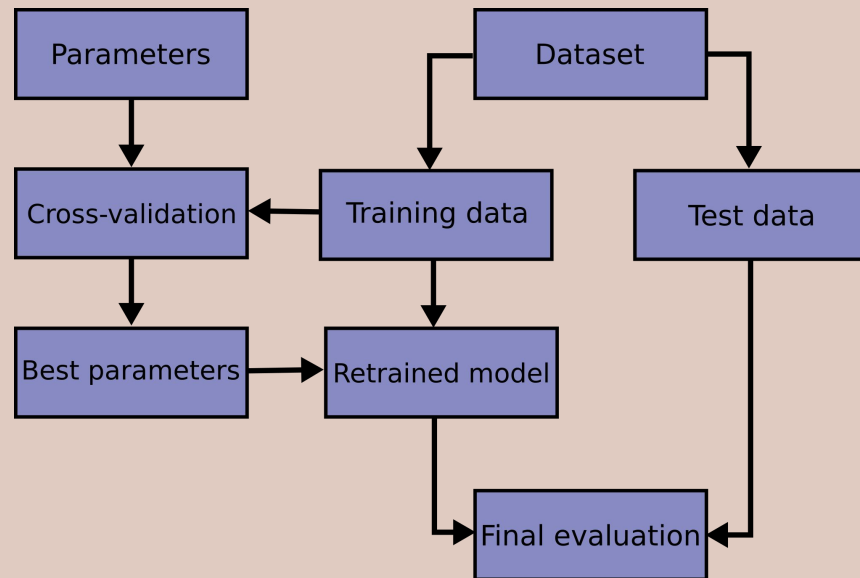 Parameters
Dataset
Cross-validation
Training data
Test data
Best parameters
Retrained model
Final evaluation